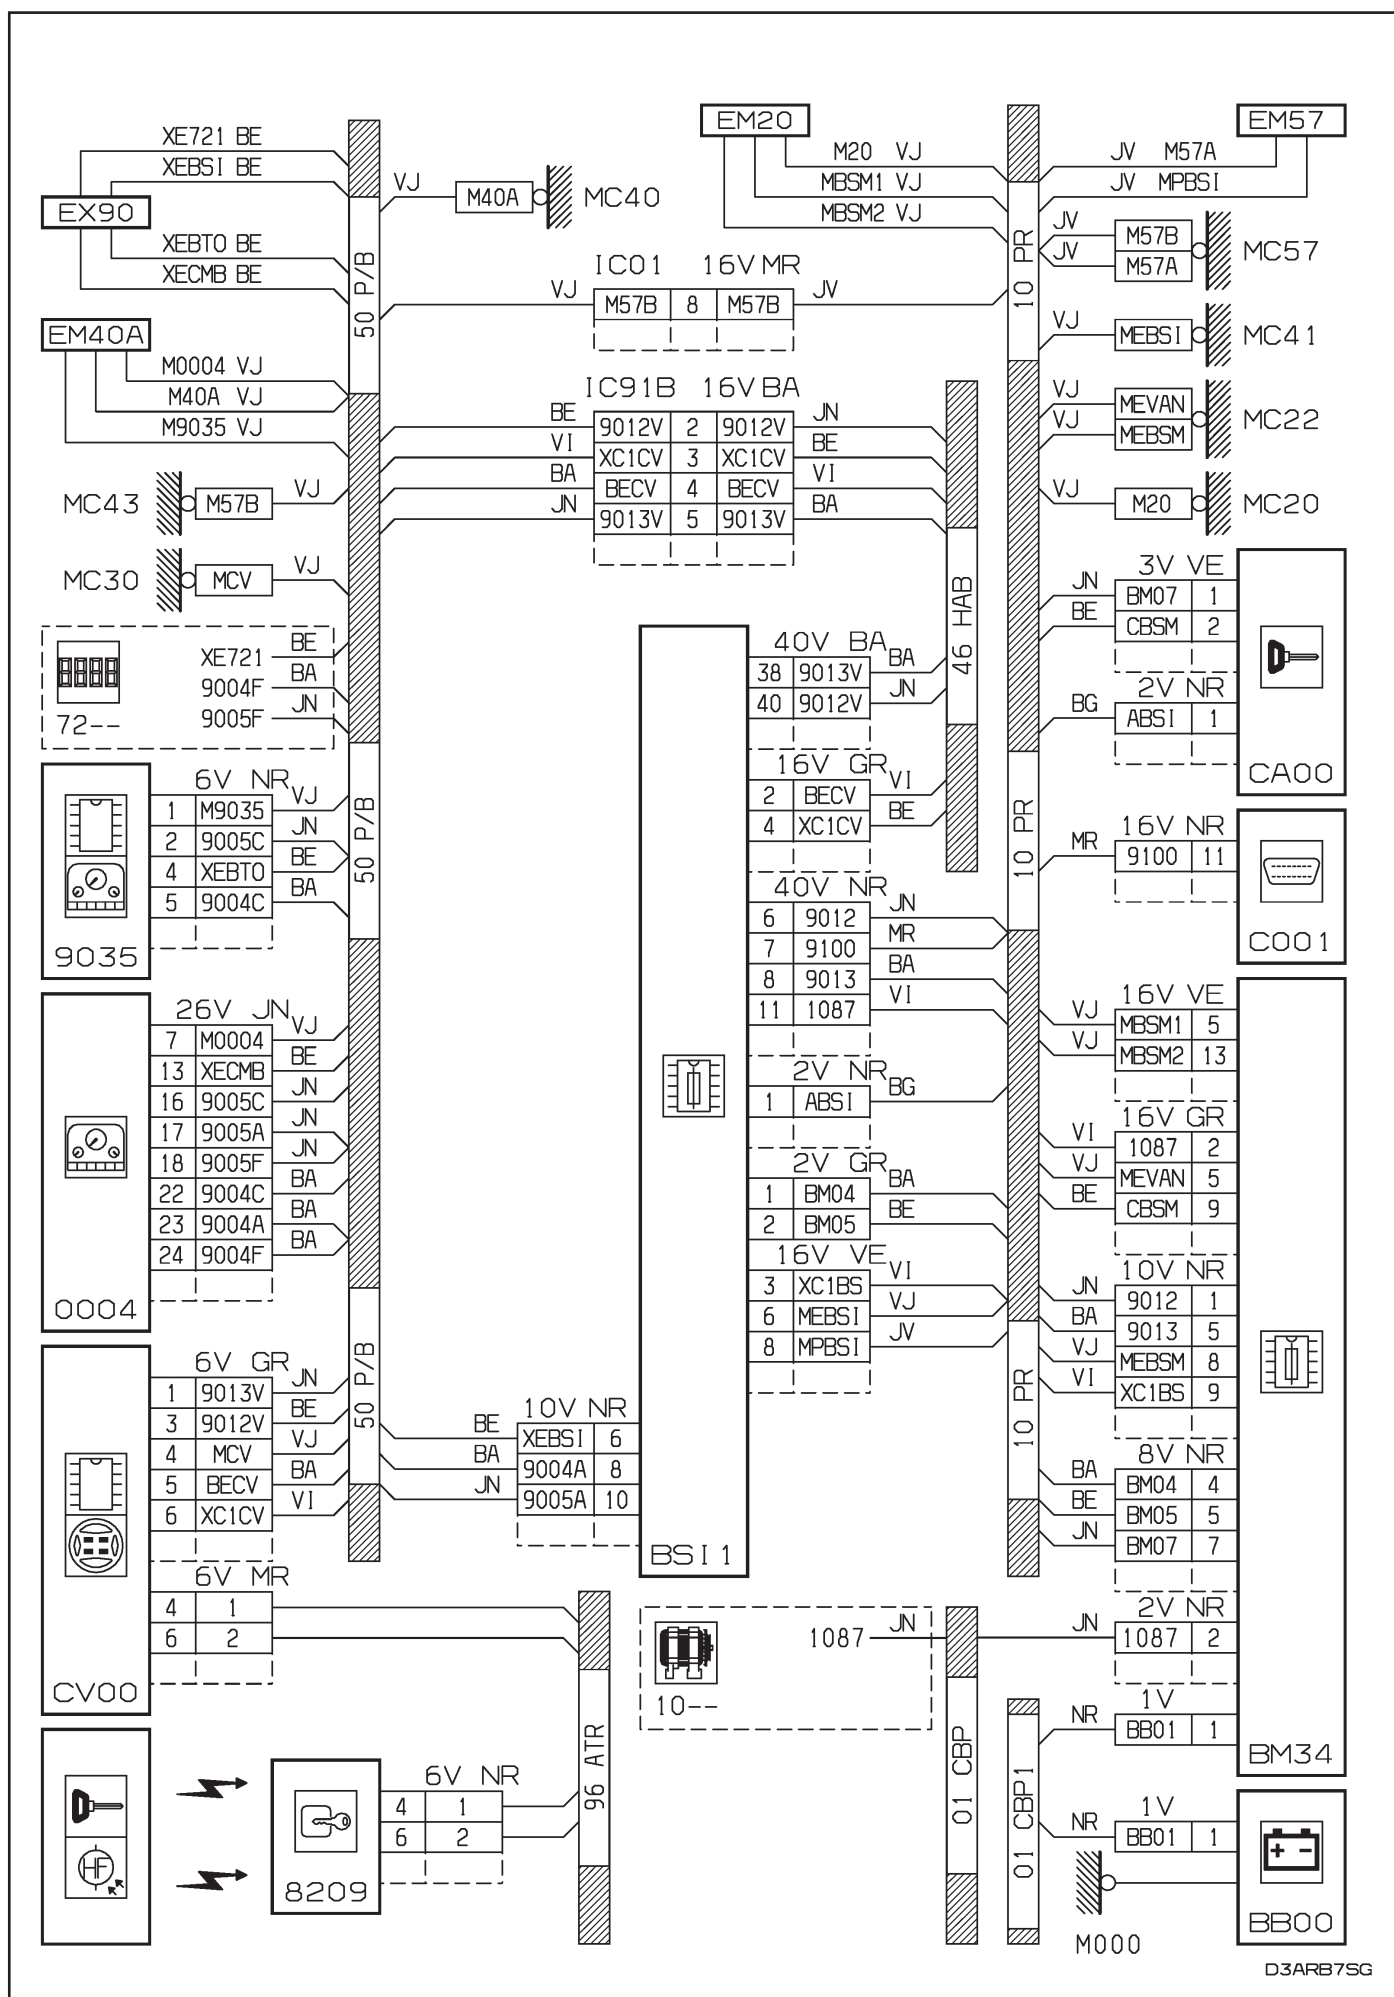 XE721 BE
XEBSI BE
EX90
XEBTO BE
XECMB BE
EM40A
M0004 VJ
M40A VJ
M9035 VJ
MC43 M57B VJ
MC30 MCV VJ
XE721 BE
9004F BA
9005F JN
72--
6V NR
1 M9035 VJ
2 9005C JN
4 XEBTO BE
5 9004C BA
9035
26V JN
7 M0004 VJ
13 XECMB BE
16 9005C JN
17 9005A JN
18 9005F JN
22 9004C BA
23 9004A BA
24 9004F BA
0004
6V GR
1 9013V JN
3 9012V BE
4 MCV VJ
5 BECV BA
6 XC1CV VI
6V MR
4 1
6 2
CV00
HF
6V NR
4 1
6 2
8209
50 P/B
50 P/B
50 P/B
VJ M40A MC40
IC01 16V MR
VJ M57B 8 M57B JV
IC91B 16V BA
BE 9012V 2 9012V JN
VI XC1CV 3 XC1CV BE
BA BECV 4 BECV VI
JN 9013V 5 9013V BA
46 HAB
40V BA
38 9013V BA
40 9012V JN
16V GR
2 BECV VI
4 XC1CV BE
40V NR
6 9012 JN
7 9100 MR
8 9013 BA
11 1087 VI
2V NR
1 ABSI BG
2V GR
1 BM04 BA
2 BM05 BE
16V VE
3 XC1BS VI
6 MEBSI VJ
8 MPBSI JV
10V NR
BE XEBSI 6
BA 9004A 8
JN 9005A 10
BSI1
96 ATR
1087 JN
10--
01 CBP
01 CBP1
EM20
M20 VJ
MBSM1 VJ
MBSM2 VJ
10 PR
10 PR
10 PR
EM57
JV M57A
JV MPBSI
JV M57B
JV M57A
MC57
VJ MEBSI MC41
VJ MEVAN
VJ MEBSM
MC22
VJ M20 MC20
3V VE
JN BM07 1
BE CBSM 2
2V NR
BG ABSI 1
CA00
16V NR
MR 9100 11
C001
16V VE
VJ MBSM1 5
VJ MBSM2 13
16V GR
VI 1087 2
VJ MEVAN 5
BE CBSM 9
10V NR
JN 9012 1
BA 9013 5
VJ MEBSM 8
VI XC1BS 9
8V NR
BA BM04 4
BE BM05 5
JN BM07 7
2V NR
JN 1087 2
1V
NR BB01 1
BM34
1V
NR BB01 1
+ -
M000
BB00
D3ARB7SG